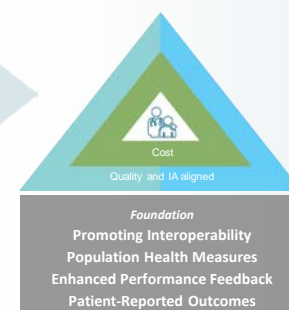 Cost
Quality and IA aligned
Foundation
Promoting Interoperability
Population Health Measures
Enhanced Performance Feedback
Patient-Reported Outcomes